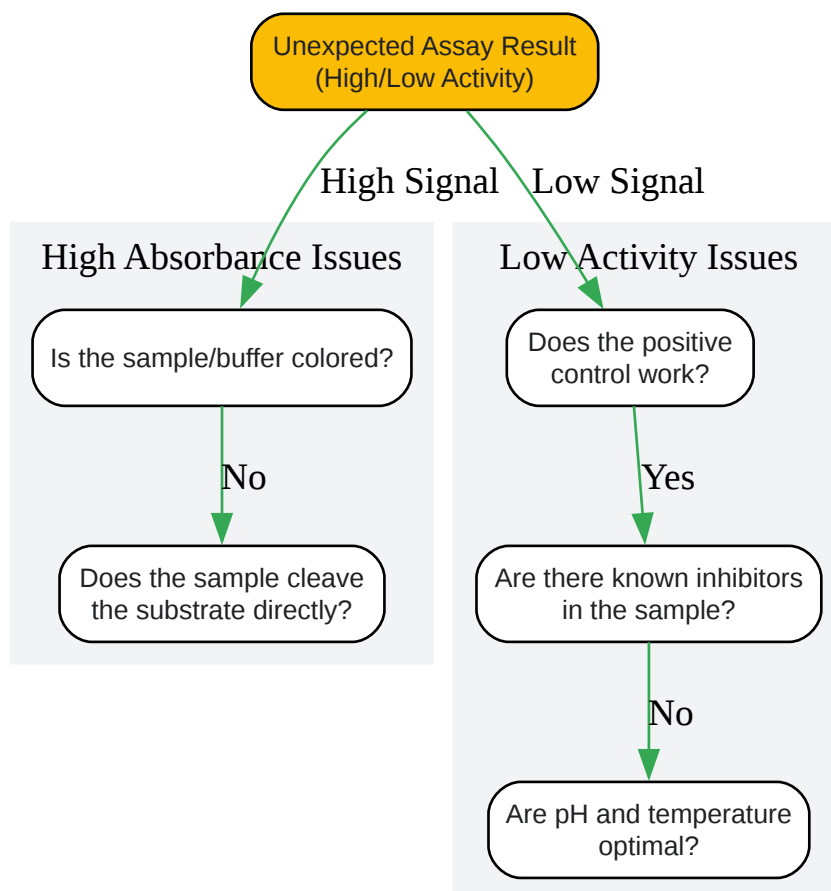 Unexpected Assay Result
(High/Low Activity)
High Signal
Low Signal
High Absorbance Issues
Is the sample/buffer colored?
No
Does the sample cleave
the substrate directly?
Low Activity Issues
Does the positive
control work?
Yes
Are there known inhibitors
in the sample?
No
Are pH and temperature
optimal?